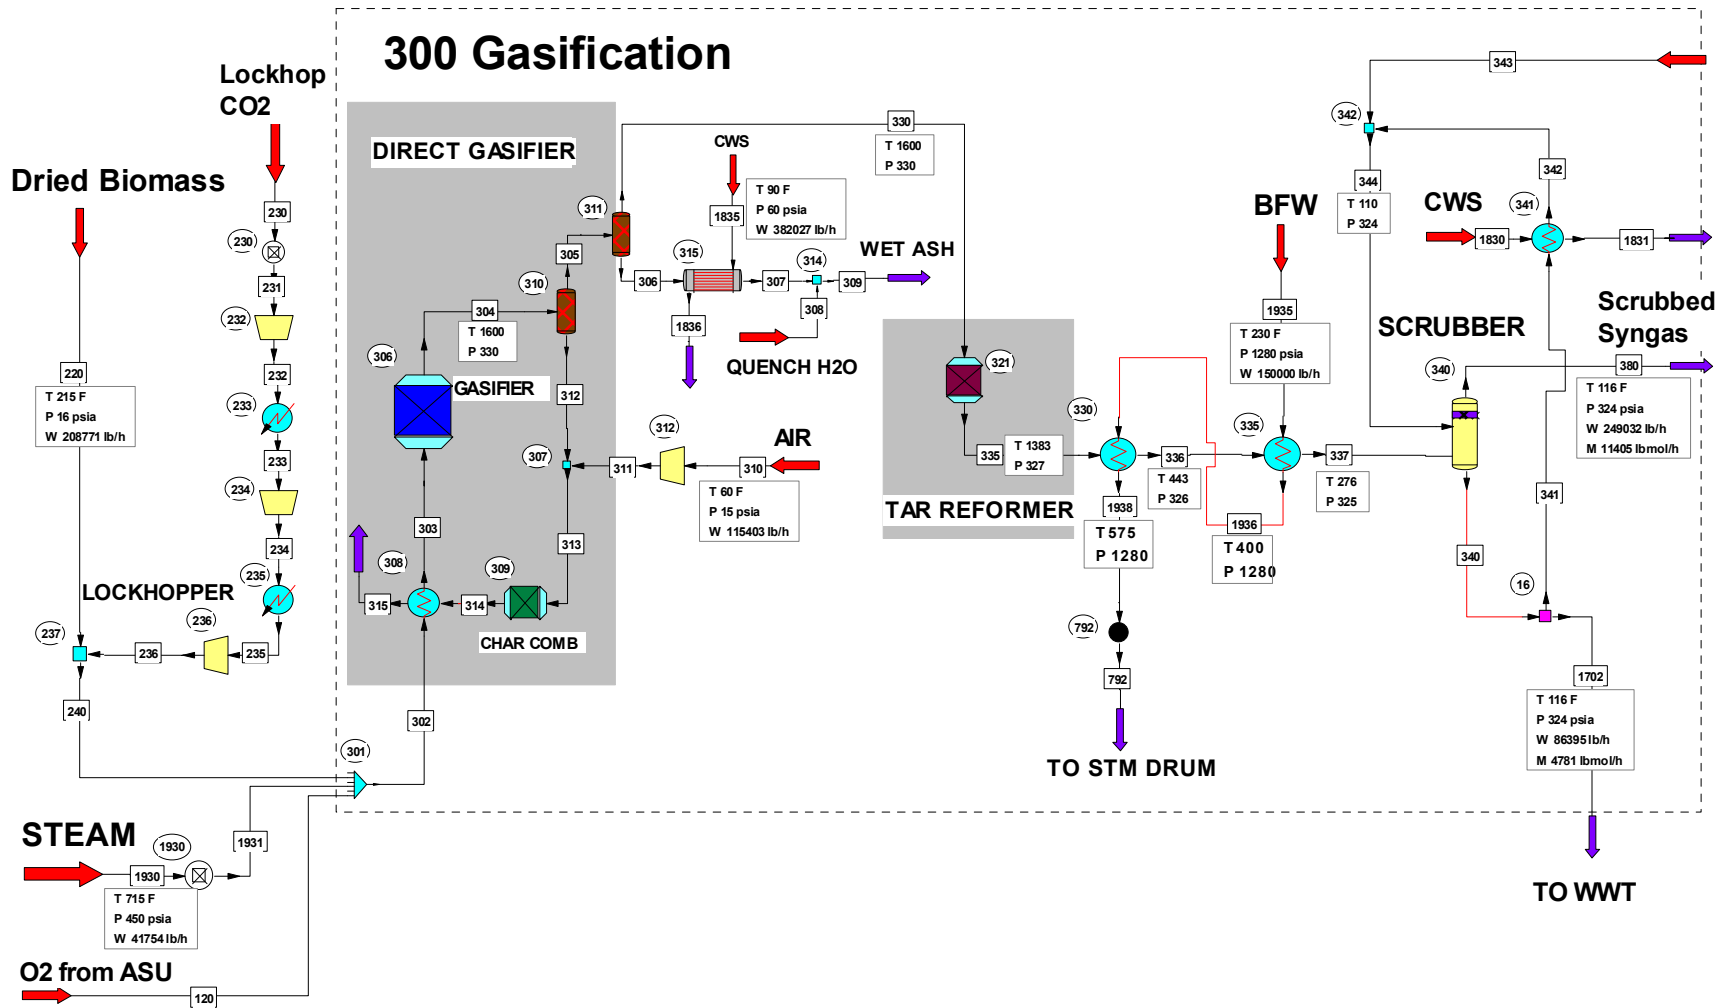 300 Gasification
Lockhop
CO2
Dried Biomass
230
230
231
232
232
233
233
234
234
235
235
236
236
237
LOCKHOPPER
220
T 215 F
P 16 psia
W 208771 lb/h
240
301
302
STEAM
1930
1930
1931
T 715 F
P 450 psia
W 41754 lb/h
O2 from ASU
120
DIRECT GASIFIER
306
GASIFIER
304
T 1600
P 330
303
308
315
314
309
CHAR COMB
310
305
311
312
307
313
311
312
310
AIR
T 60 F
P 15 psia
W 115403 lb/h
306
315
CWS
1835
T 90 F
P 60 psia
W 382027 lb/h
1836
307
314
308
309
WET ASH
QUENCH H2O
330
T 1600
P 330
321
TAR REFORMER
335
T 1383
P 327
330
336
T 443
P 326
1938
T 575
P 1280
792
792
TO STM DRUM
BFW
1935
T 230 F
P 1280 psia
W 150000 lb/h
335
1936
T 400
P 1280
337
T 276
P 325
343
342
344
T 110
P 324
342
341
CWS
1830
1831
SCRUBBER
340
Scrubbed
Syngas
380
T 116 F
P 324 psia
W 249032 lb/h
M 11405 lbmol/h
341
340
16
1702
T 116 F
P 324 psia
W 86395 lb/h
M 4781 lbmol/h
TO WWT